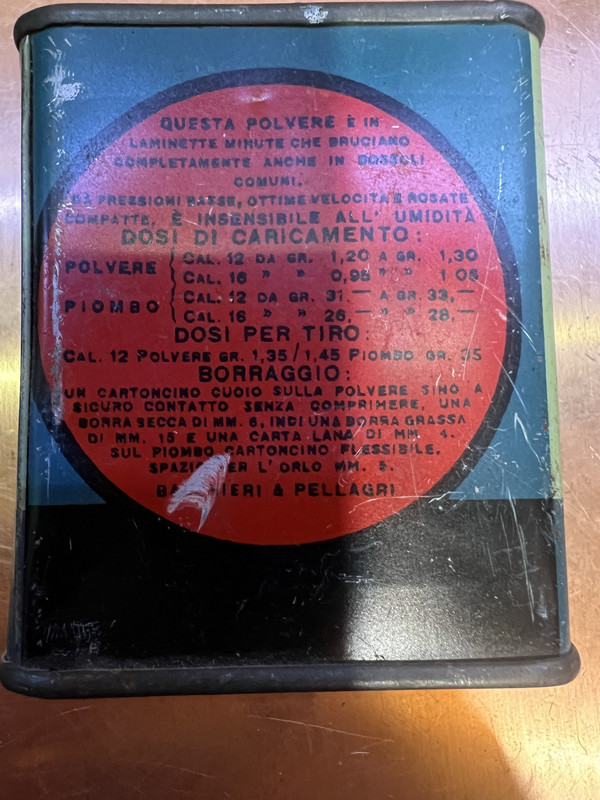 QUESTA POLVERE È IN
LAMINETTE MINUTE CHE BRUCIANO
COMPLETAMENTE ANCHE IN BOSSOLI
COMUNI.
DA PRESSIONI BASSE, OTTIME VELOCITÀ E ROSATE
COMPATTE. È INSENSIBILE ALL' UMIDITÀ
DOSI DI CARICAMENTO:
POLVERE { CAL. 12 DA GR. 1,20 A GR. 1,30
CAL. 16 " " 0,95 " " 1 05
PIOMBO { CAL. 12 DA GR. 31,— A GR. 33,—
CAL. 16 " " 26,— " " 28,—
DOSI PER TIRO:
CAL. 12 POLVERE GR. 1,35/1,45 PIOMBO GR. 35
BORRAGGIO:
UN CARTONCINO CUOIO SULLA POLVERE SINO A
SICURO CONTATTO SENZA COMPRIMERE, UNA
BORRA SECCA DI MM. 6, INDI UNA BORRA GRASSA
DI MM. 15 E UNA CARTA LANA DI MM 4.
SUL PIOMBO CARTONCINO FLESSIBILE.
SPAZIO PER L'ORLO MM. 5.
& PELLAGRI